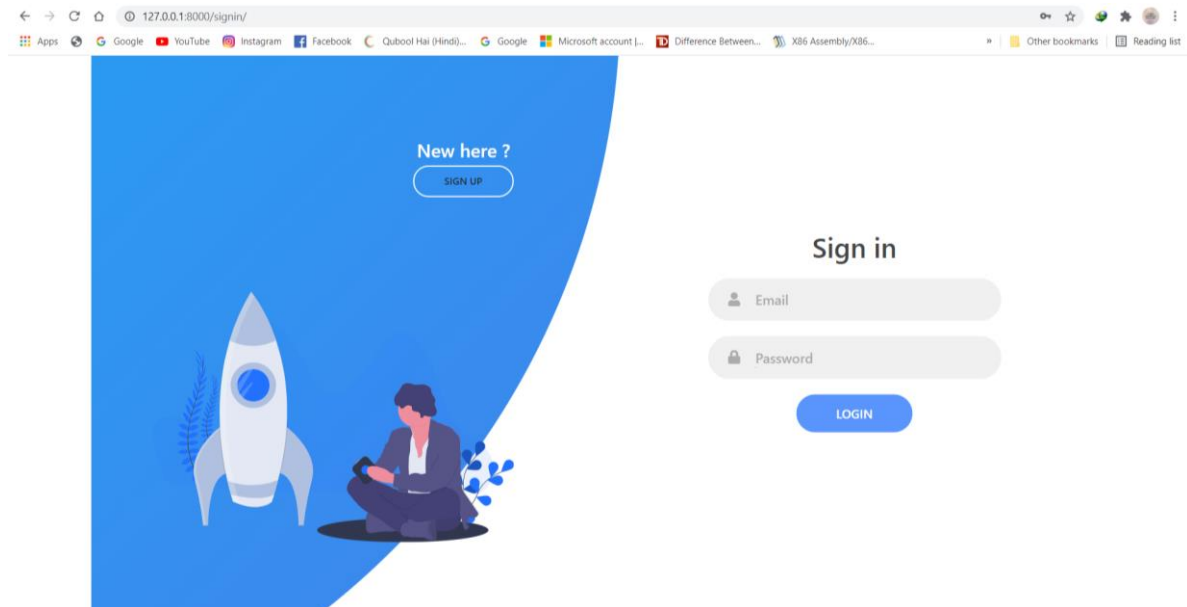 127.0.0.1:8000/signin/
Apps Google YouTube Instagram Facebook Qubool Hai (Hindi)... Google Microsoft account |... Difference Between... X86 Assembly/X86... » Other bookmarks Reading list
New here ?
SIGN UP
Sign in
Email
Password
LOGIN